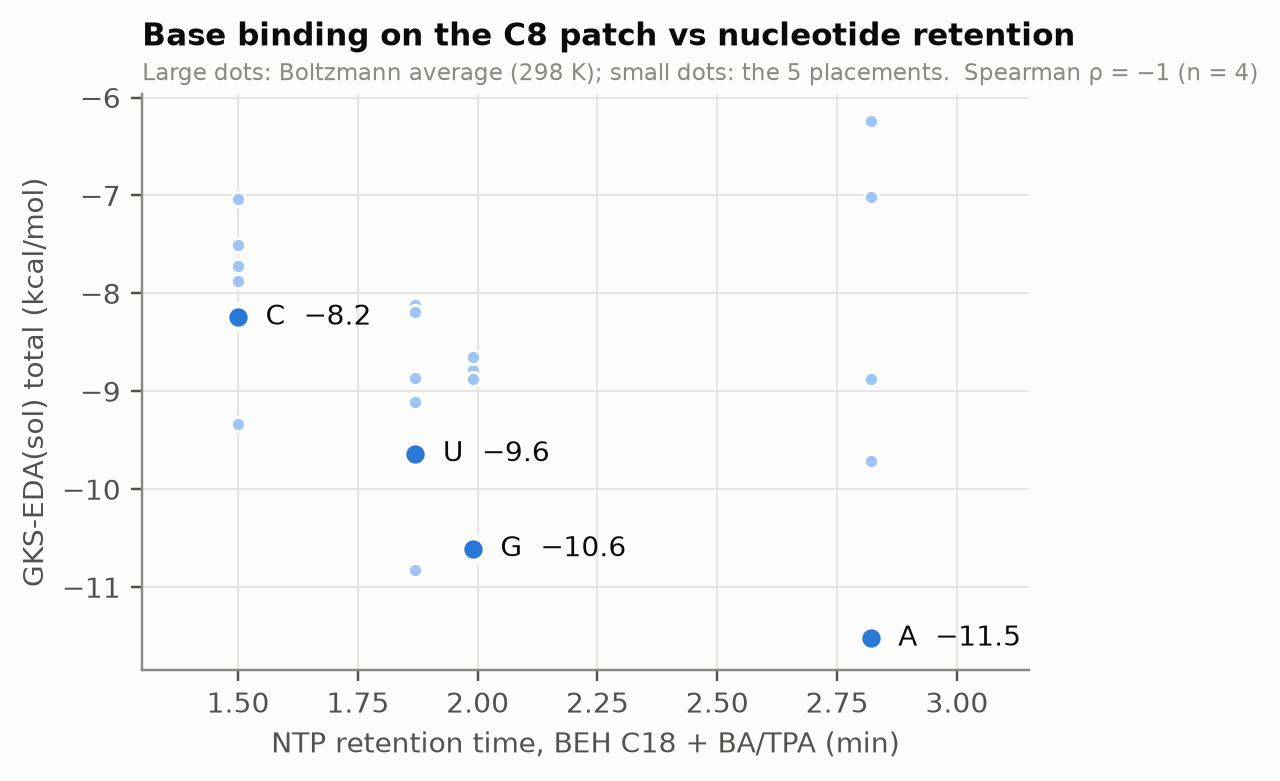 Base binding on the C8 patch vs nucleotide retention
Large dots: Boltzmann average (298 K); small dots: the 5 placements.  Spearman ρ = −1 (n = 4)
GKS-EDA(sol) total (kcal/mol)
−6
−7
−8
−9
−10
−11
C −8.2
U −9.6
G −10.6
A −11.5
1.50 1.75 2.00 2.25 2.50 2.75 3.00
NTP retention time, BEH C18 + BA/TPA (min)